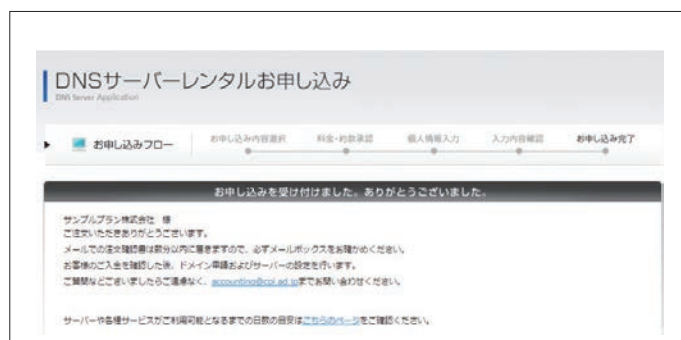 DNSサーバーレンタルお申し込み
DNS Server Application
お申し込みフロー
お申し込み内容選択
料金・約款承認
個人情報入力
入力内容確認
お申し込み完了
お申し込みを受け付けました。ありがとうございました。
サンプルプラン株式会社 様
ご注文いただきありがとうございます。
メールでの注文確認書は数分以内に届きますので、必ずメールボックスをお確かめください。
お客様のご入金を確認した後、ドメイン申請およびサーバーの設定を行います。
ご質問などございましたらご遠慮なく、accounting@cpi.ad.jpまでお問い合わせください。
サーバーや各種サービスがご利用可能となるまでの日数の目安はこちらのページをご確認ください。